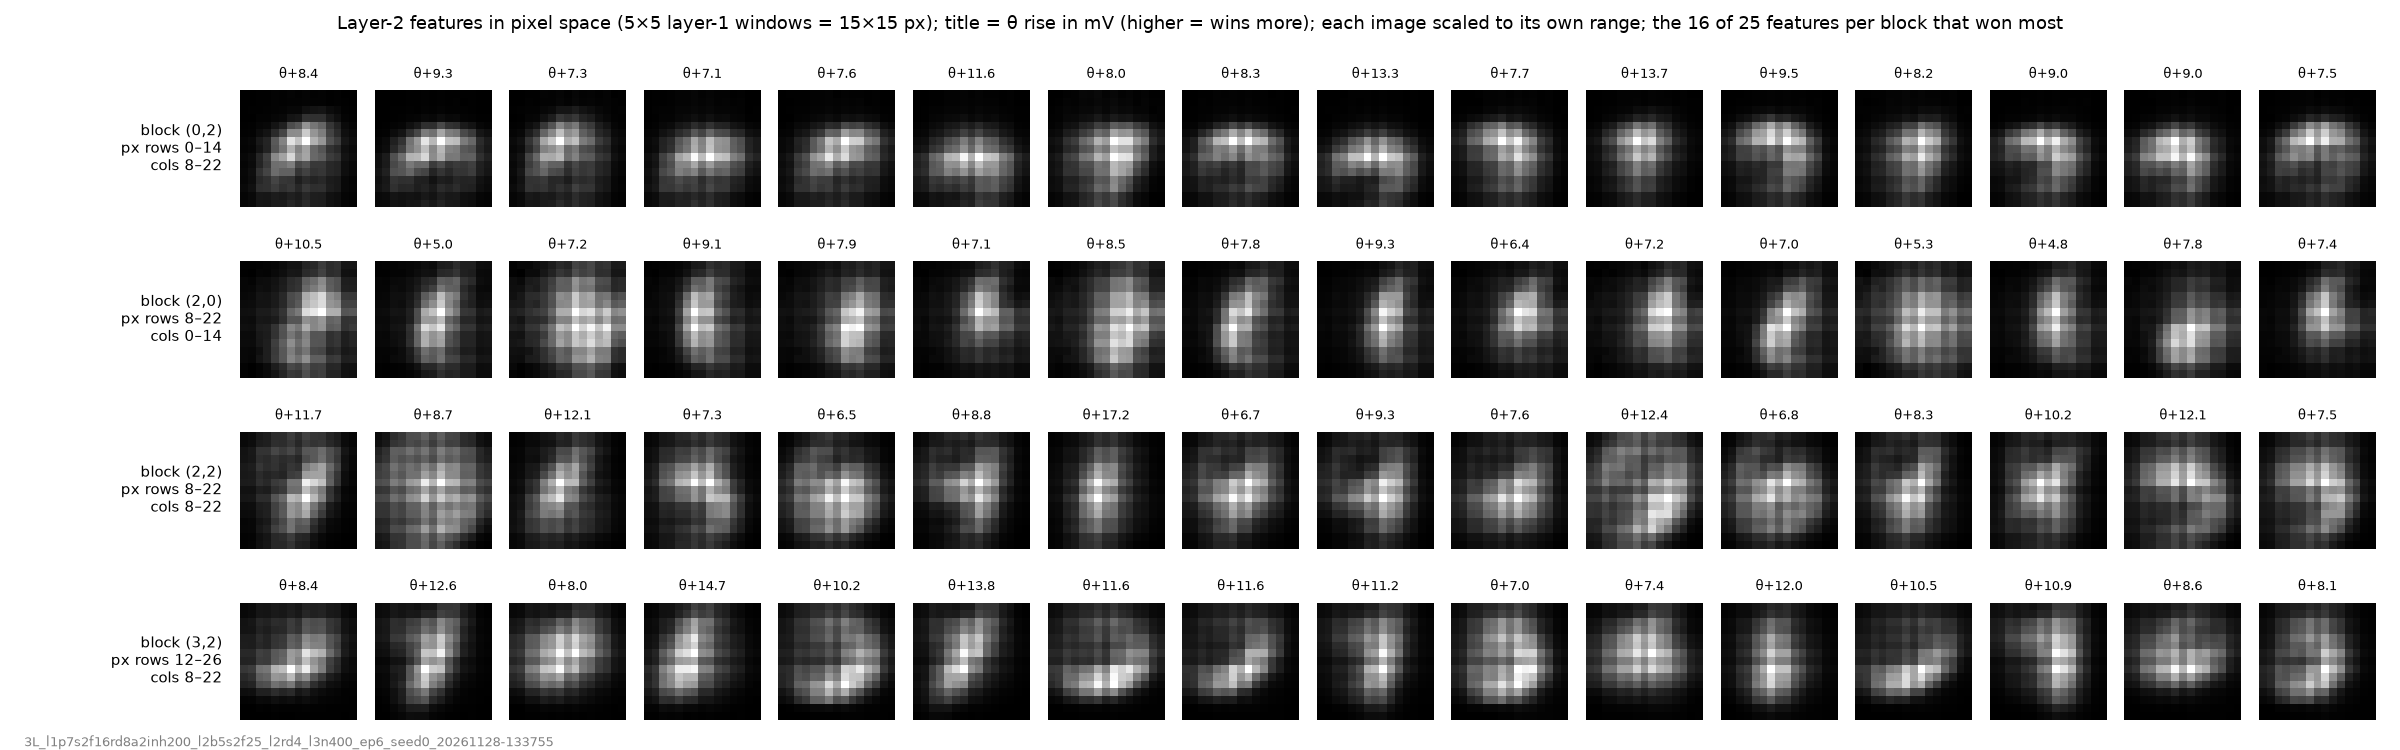 Layer-2 features in pixel space (5×5 layer-1 windows = 15×15 px); title = θ rise in mV (higher = wins more); each image scaled to its own range; the 16 of 25 features per block that won most
θ+8.4 θ+9.3 θ+7.3 θ+7.1 θ+7.6 θ+11.6 θ+8.0 θ+8.3 θ+13.3 θ+7.7 θ+13.7 θ+9.5 θ+8.2 θ+9.0 θ+9.0 θ+7.5
block (0,2)
px rows 0–14
cols 8–22
θ+10.5 θ+5.0 θ+7.2 θ+9.1 θ+7.9 θ+7.1 θ+8.5 θ+7.8 θ+9.3 θ+6.4 θ+7.2 θ+7.0 θ+5.3 θ+4.8 θ+7.8 θ+7.4
block (2,0)
px rows 8–22
cols 0–14
θ+11.7 θ+8.7 θ+12.1 θ+7.3 θ+6.5 θ+8.8 θ+17.2 θ+6.7 θ+9.3 θ+7.6 θ+12.4 θ+6.8 θ+8.3 θ+10.2 θ+12.1 θ+7.5
block (2,2)
px rows 8–22
cols 8–22
θ+8.4 θ+12.6 θ+8.0 θ+14.7 θ+10.2 θ+13.8 θ+11.6 θ+11.6 θ+11.2 θ+7.0 θ+7.4 θ+12.0 θ+10.5 θ+10.9 θ+8.6 θ+8.1
block (3,2)
px rows 12–26
cols 8–22
3L_l1p7s2f16rd8a2inh200_l2b5s2f25_l2rd4_l3n400_ep6_seed0_20261128-133755